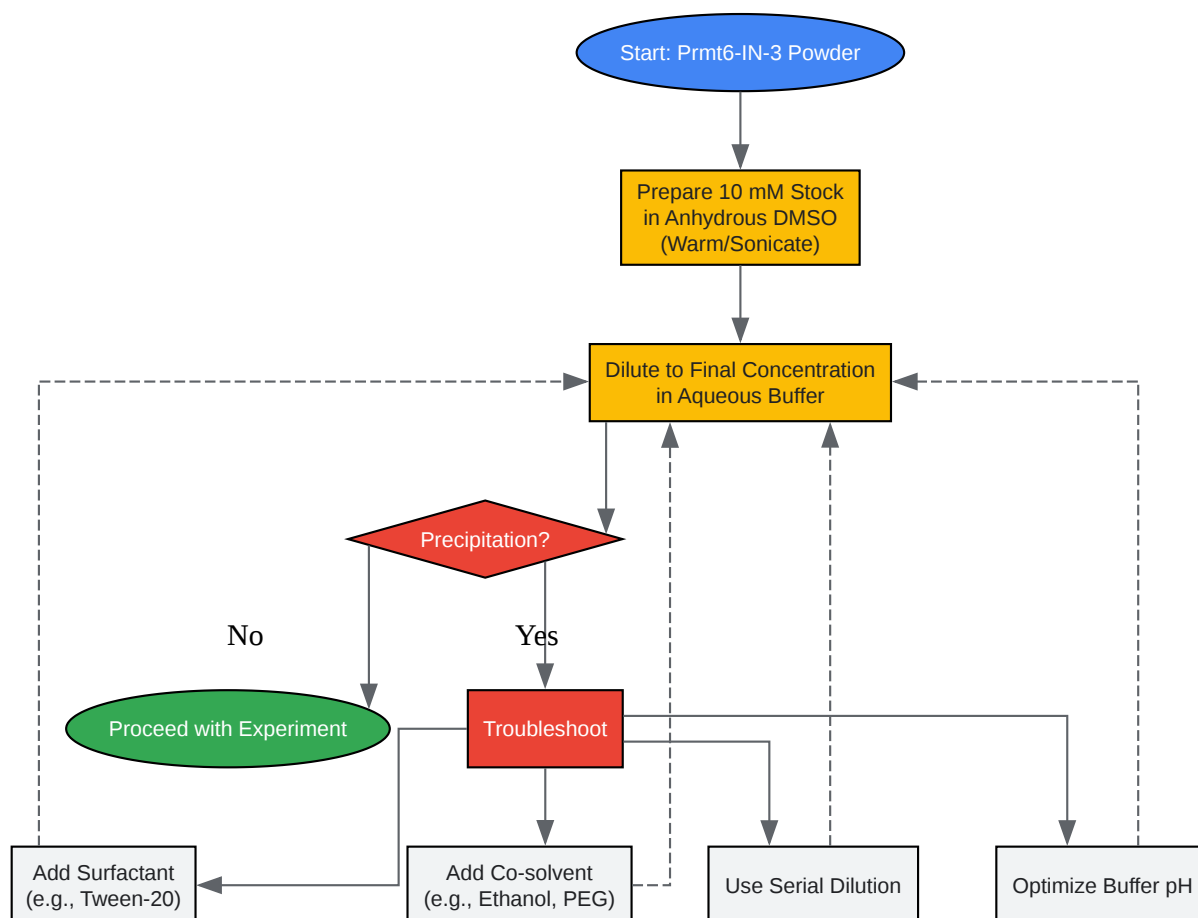 Start: Prmt6-IN-3 Powder
Prepare 10 mM Stock
in Anhydrous DMSO
(Warm/Sonicate)
Dilute to Final Concentration
in Aqueous Buffer
Precipitation?
No
Yes
Proceed with Experiment
Troubleshoot
Add Surfactant
(e.g., Tween-20)
Add Co-solvent
(e.g., Ethanol, PEG)
Use Serial Dilution
Optimize Buffer pH